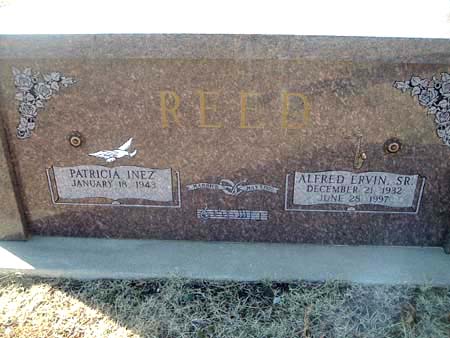 REED
PATRICIA INEZ
JANUARY 18, 1943
ALFRED ERVIN, SR.
DECEMBER 21, 1932
JUNE 28, 1997